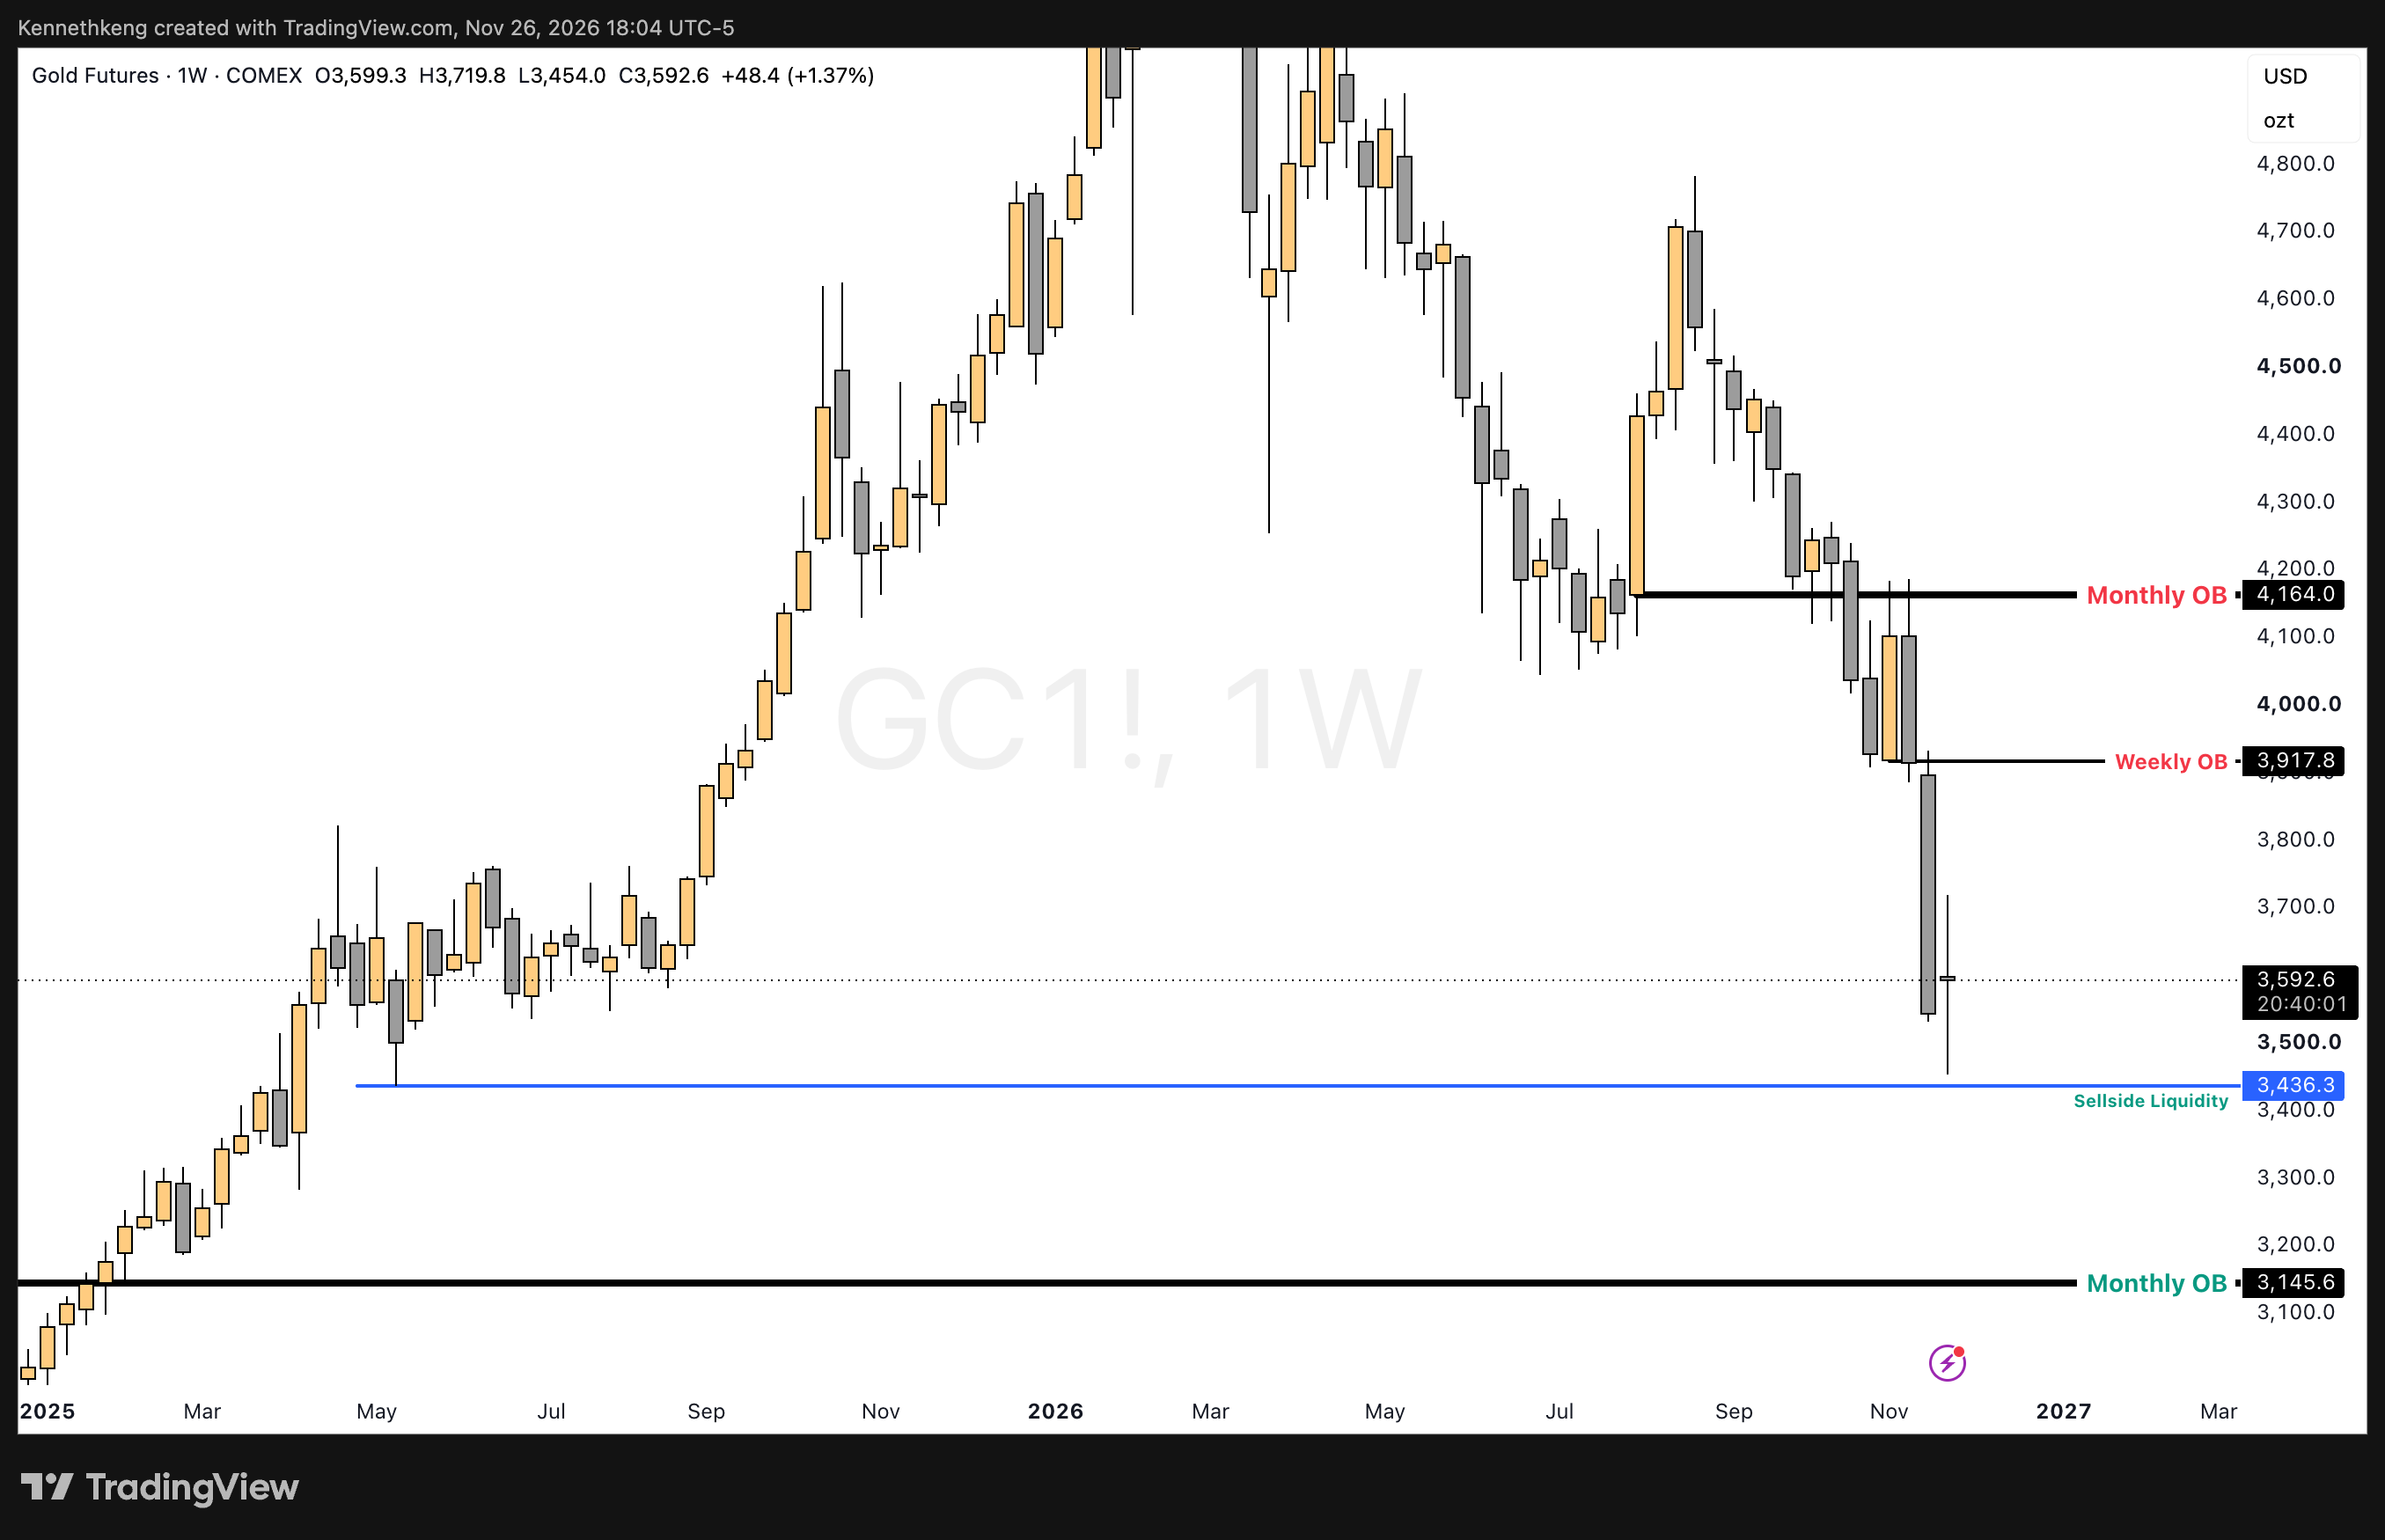 Kennethkeng created with TradingView.com, Nov 26, 2026 18:04 UTC-5
Gold Futures · 1W · COMEX O3,599.3 H3,719.8 L3,454.0 C3,592.6 +48.4 (+1.37%)
USD
ozt
4,800.0
4,700.0
4,600.0
4,500.0
4,400.0
4,300.0
4,200.0
Monthly OB 4,164.0
4,100.0
GC1!, 1W
4,000.0
Weekly OB 3,917.8
3,800.0
3,700.0
3,592.6
20:40:01
3,500.0
3,436.3
Sellside Liquidity
3,400.0
3,300.0
3,200.0
Monthly OB 3,145.6
3,100.0
2025 Mar May Jul Sep Nov 2026 Mar May Jul Sep Nov 2027 Mar
TradingView